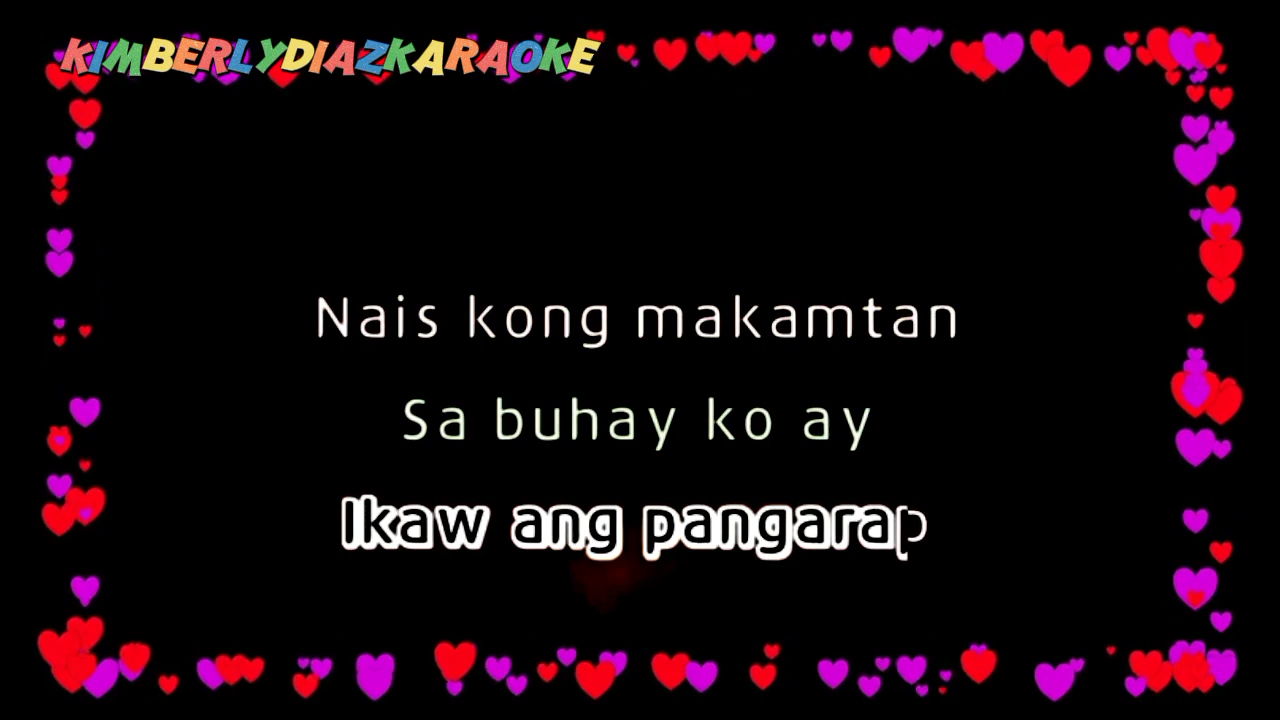 KIMBERLYDIAZKARAOKE
Nais kong makamtan
Sa buhay ko ay
Ikaw ang pangarap